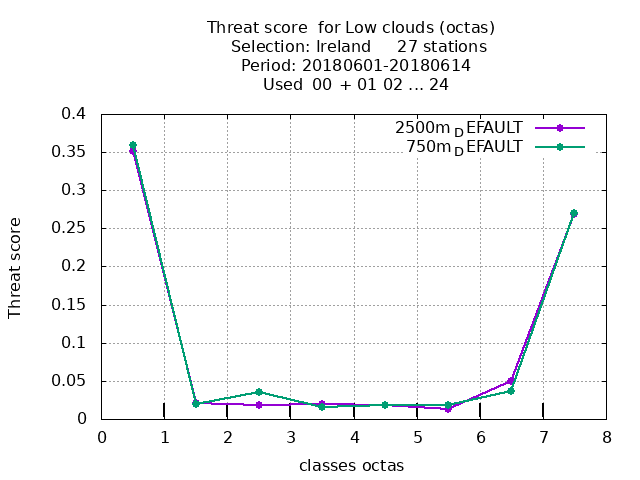 Threat score  for Low clouds (octas)
Selection: Ireland     27 stations
Period: 20180601-20180614
Used  00 + 01 02 ... 24
2500m_DEFAULT
750m_DEFAULT
0.4
0.35
0.3
0.25
0.2
0.15
0.1
0.05
0
Threat score
0 1 2 3 4 5 6 7 8
classes octas